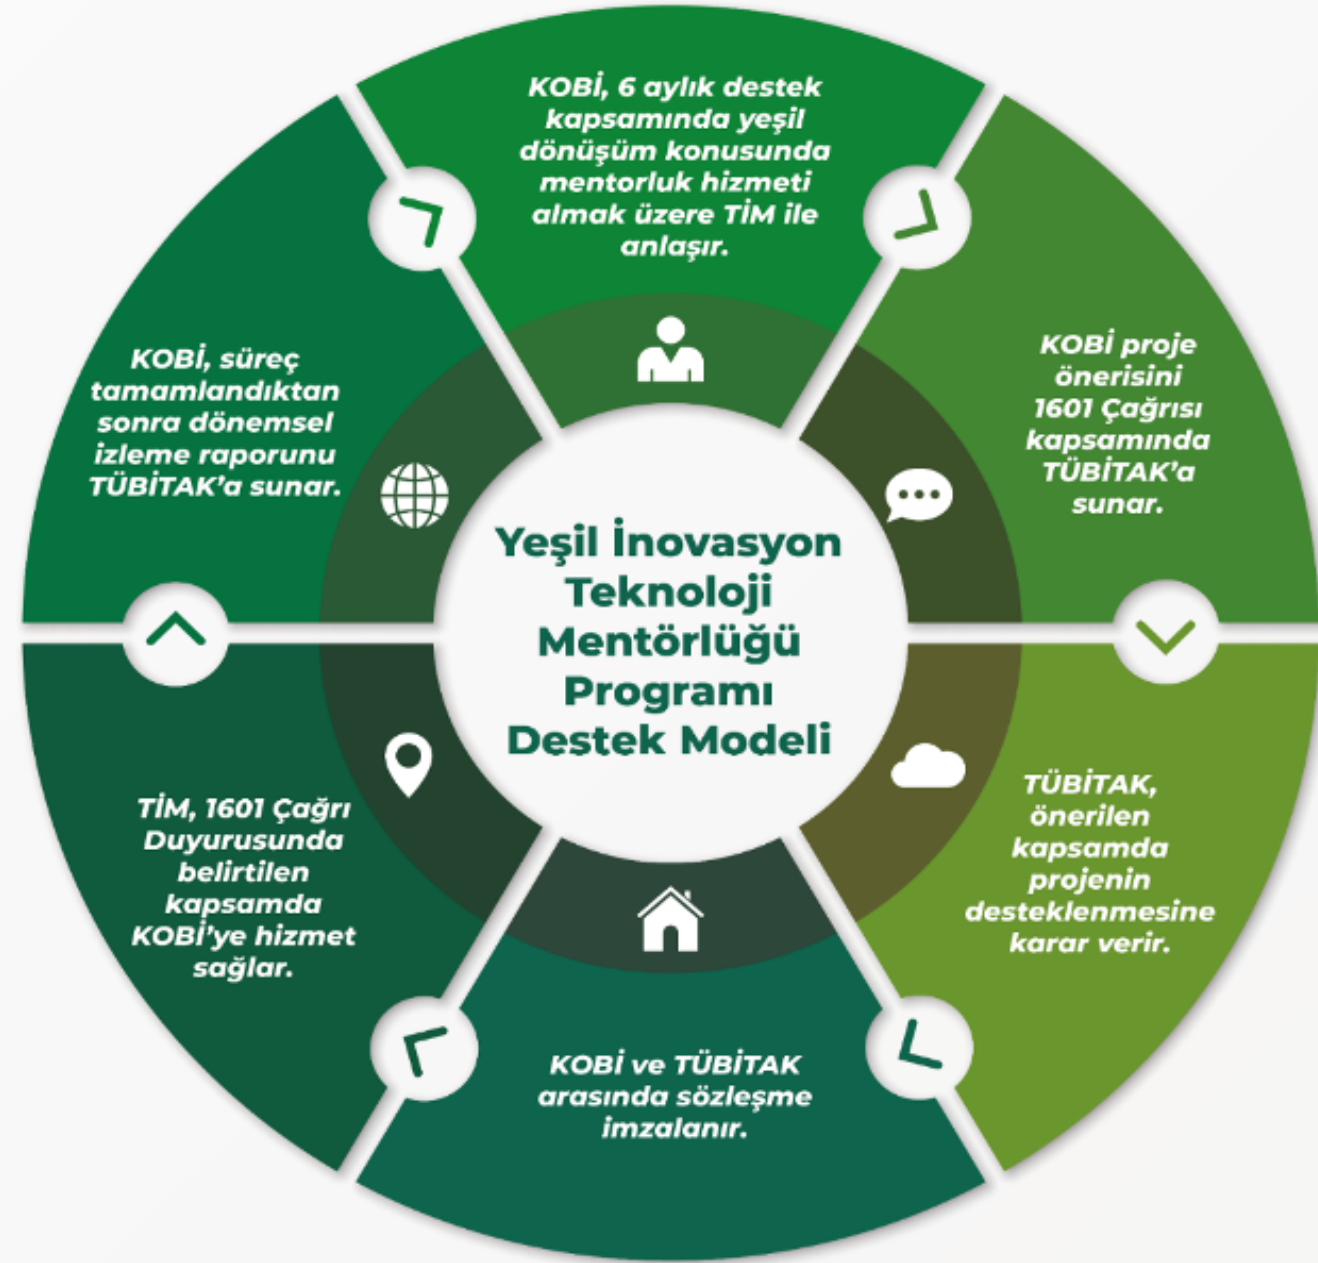 Yeşil İnovasyon
Teknoloji
Mentörlüğü
Programı
Destek Modeli
KOBİ, 6 aylık destek
kapsamında yeşil
dönüşüm konusunda
mentorluk hizmeti
almak üzere TİM ile
anlaşır.
KOBİ proje
önerisini
1601 Çağrısı
kapsamında
TÜBİTAK’a
sunar.
TÜBİTAK,
önerilen
kapsamda
projenin
desteklenmesine
karar verir.
KOBİ ve TÜBİTAK
arasında sözleşme
imzalanır.
TİM, 1601 Çağrı
Duyurusunda
belirtilen
kapsamda
KOBİ’ye hizmet
sağlar.
KOBİ, süreç
tamamlandıktan
sonra dönemsel
izleme raporunu
TÜBİTAK’a sunar.